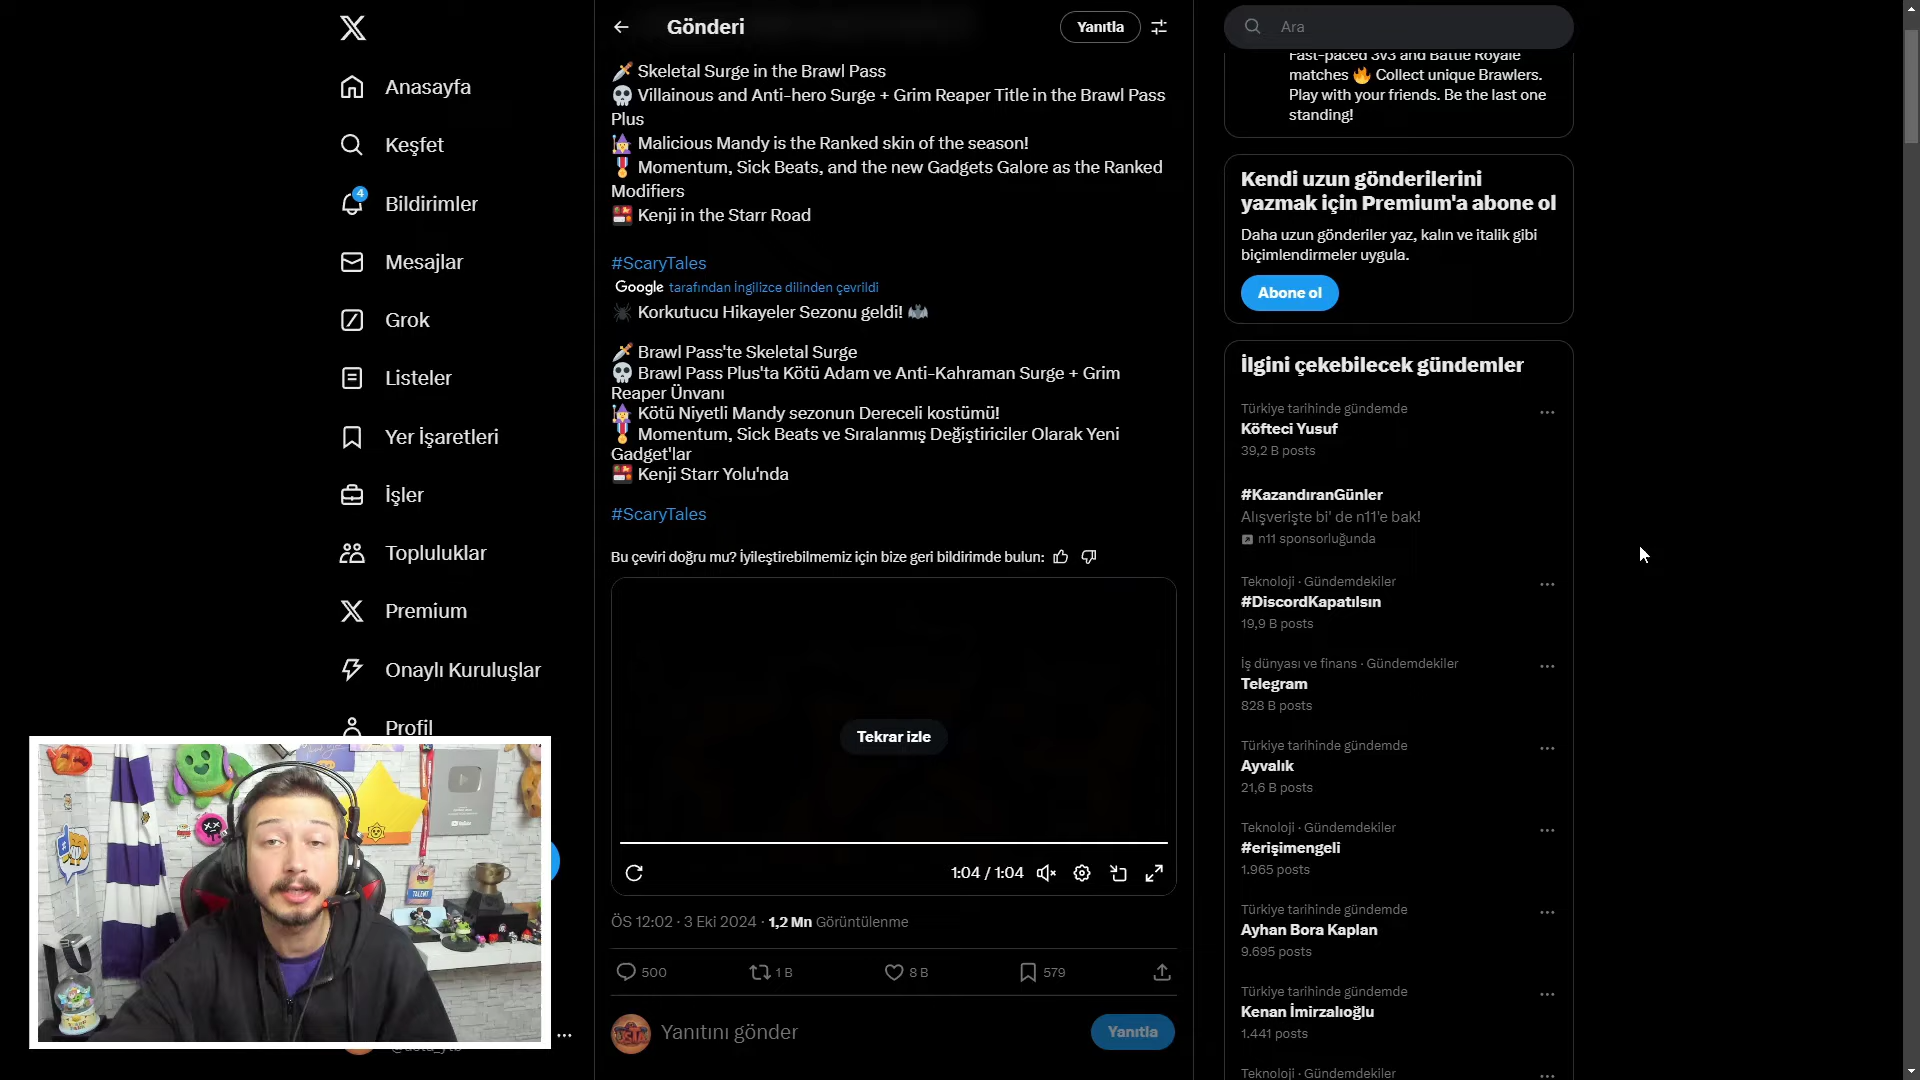 Anasayfa
Keşfet
4
Bildirimler
Mesajlar
Grok
Listeler
Yer İşaretleri
İşler
Topluluklar
Premium
Onaylı Kuruluşlar
Profil
Gönderi
Yanıtla
Skeletal Surge in the Brawl Pass
Villainous and Anti-hero Surge + Grim Reaper Title in the Brawl Pass
Plus
Malicious Mandy is the Ranked skin of the season!
Momentum, Sick Beats, and the new Gadgets Galore as the Ranked
Modifiers
Kenji in the Starr Road
#ScaryTales
Google tarafından İngilizce dilinden çevrildi
Korkutucu Hikayeler Sezonu geldi!
Brawl Pass'te Skeletal Surge
Brawl Pass Plus'ta Kötü Adam ve Anti-Kahraman Surge + Grim
Reaper Ünvanı
Kötü Niyetli Mandy sezonun Dereceli kostümü!
Momentum, Sick Beats ve Sıralanmış Değiştiriciler Olarak Yeni
Gadget'lar
Kenji Starr Yolu'nda
#ScaryTales
Bu çeviri doğru mu? İyileştirebilmemiz için bize geri bildirimde bulun:
Tekrar izle
1:04 / 1:04
ÖS 12:02 · 3 Eki 2024 · 1,2 Mn Görüntülenme
500
1 B
8 B
579
Yanıtını gönder
Yanıtla
Ara
Fast-paced 3v3 and Battle Royale
matches 🔥 Collect unique Brawlers.
Play with your friends. Be the last one
standing!
Kendi uzun gönderilerini
yazmak için Premium'a abone ol
Daha uzun gönderiler yaz, kalın ve italik gibi
biçimlendirmeler uygula.
Abone ol
İlgini çekebilecek gündemler
Türkiye tarihinde gündemde
Köfteci Yusuf
39,2 B posts
#KazandıranGünler
Alışverişte bi' de n11'e bak!
n11 sponsorluğunda
Teknoloji · Gündemdekiler
#DiscordKapatılsın
19,9 B posts
İş dünyası ve finans · Gündemdekiler
Telegram
828 B posts
Türkiye tarihinde gündemde
Ayvalık
21,6 B posts
Teknoloji · Gündemdekiler
#erişimengeli
1.965 posts
Türkiye tarihinde gündemde
Ayhan Bora Kaplan
9.695 posts
Türkiye tarihinde gündemde
Kenan İmirzalıoğlu
1.441 posts
Teknoloji · Gündemdekiler